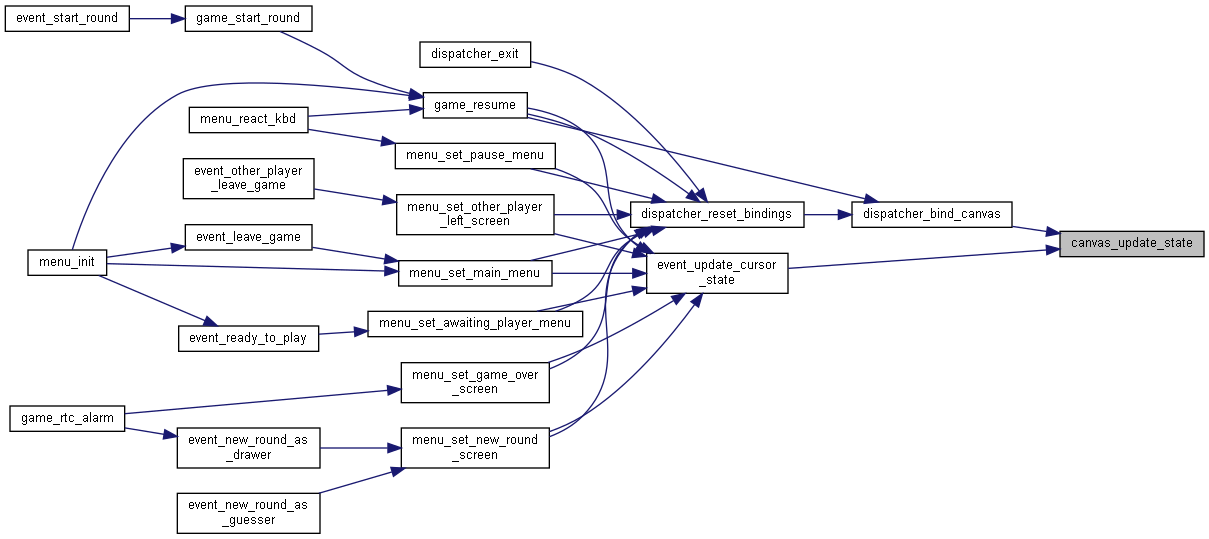 event_start_round
game_start_round
dispatcher_exit
game_resume
menu_react_kbd
menu_set_pause_menu
event_other_player
_leave_game
menu_set_other_player
_left_screen
dispatcher_reset_bindings
dispatcher_bind_canvas
canvas_update_state
event_leave_game
menu_init
menu_set_main_menu
event_update_cursor
_state
menu_set_awaiting_player_menu
event_ready_to_play
menu_set_game_over
_screen
game_rtc_alarm
event_new_round_as
_drawer
menu_set_new_round
_screen
event_new_round_as
_guesser